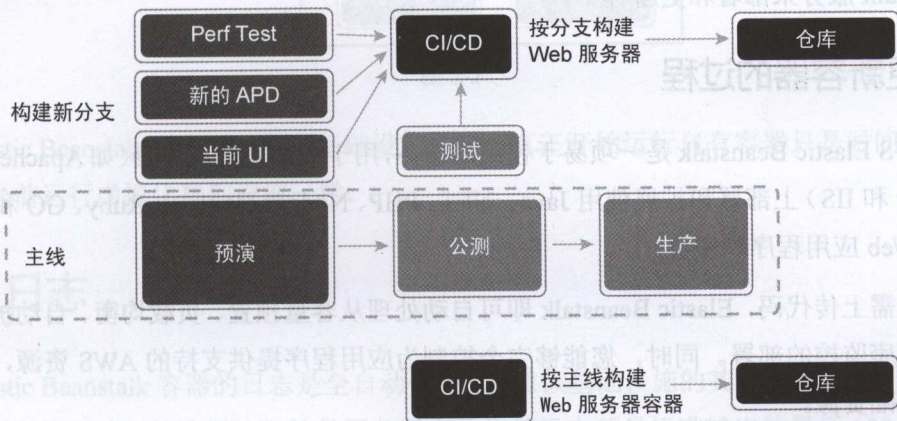 Perf Test
CI/CD
按分支构建
Web 服务器
仓库
构建新分支
新的 APD
当前 UI
测试
主线
预演
公测
生产
CI/CD
按主线构建
Web 服务器容器
仓库